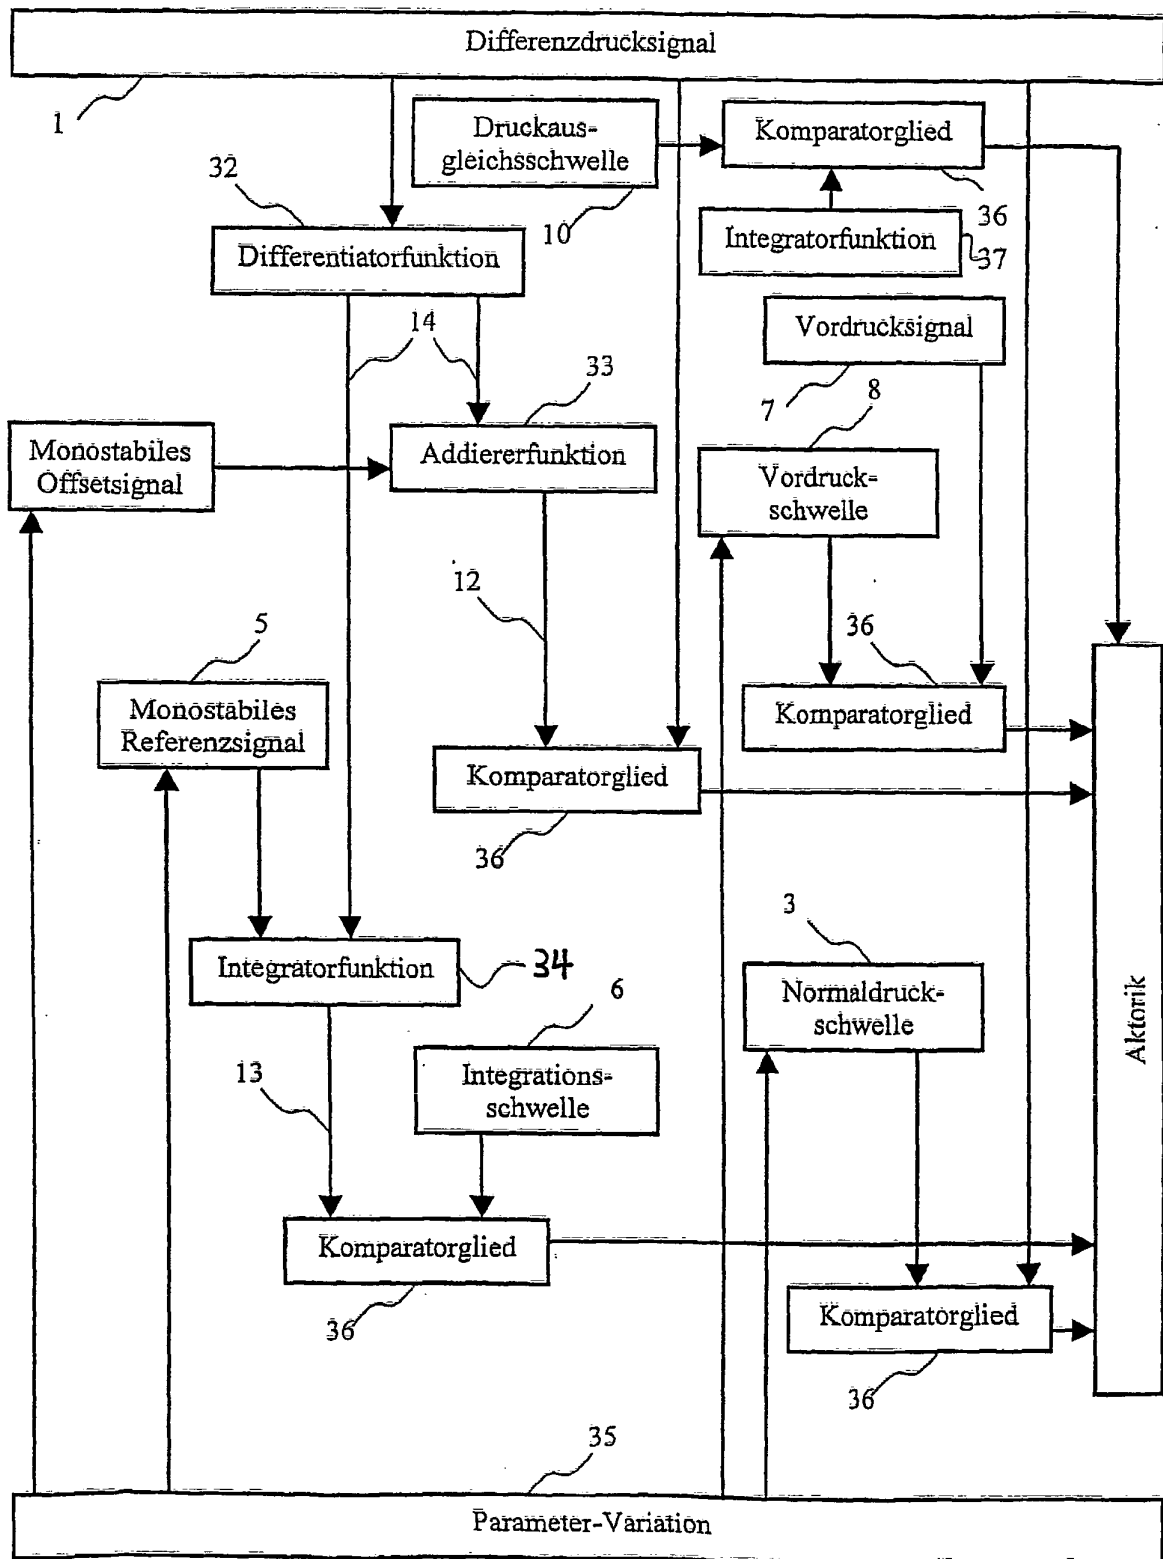 Differenzdrucksignal
1
Druckaus-
gleichsschwelle
10
Komparatorglied
36
32
Differentiatorfunktion
Integratorfunktion
37
14
Vordrucksignal
7
33
8
Monostabiles
Offsetsignal
Addiererfunktion
Vordruck-
schwelle
12
5
36
Monostabiles
Referenzsignal
Komparatorglied
Komparatorglied
36
3
Integratorfunktion
34
6
Normaldruck-
schwelle
Aktorik
13
Integrations-
schwelle
Komparatorglied
36
Komparatorglied
36
35
Parameter-Variation